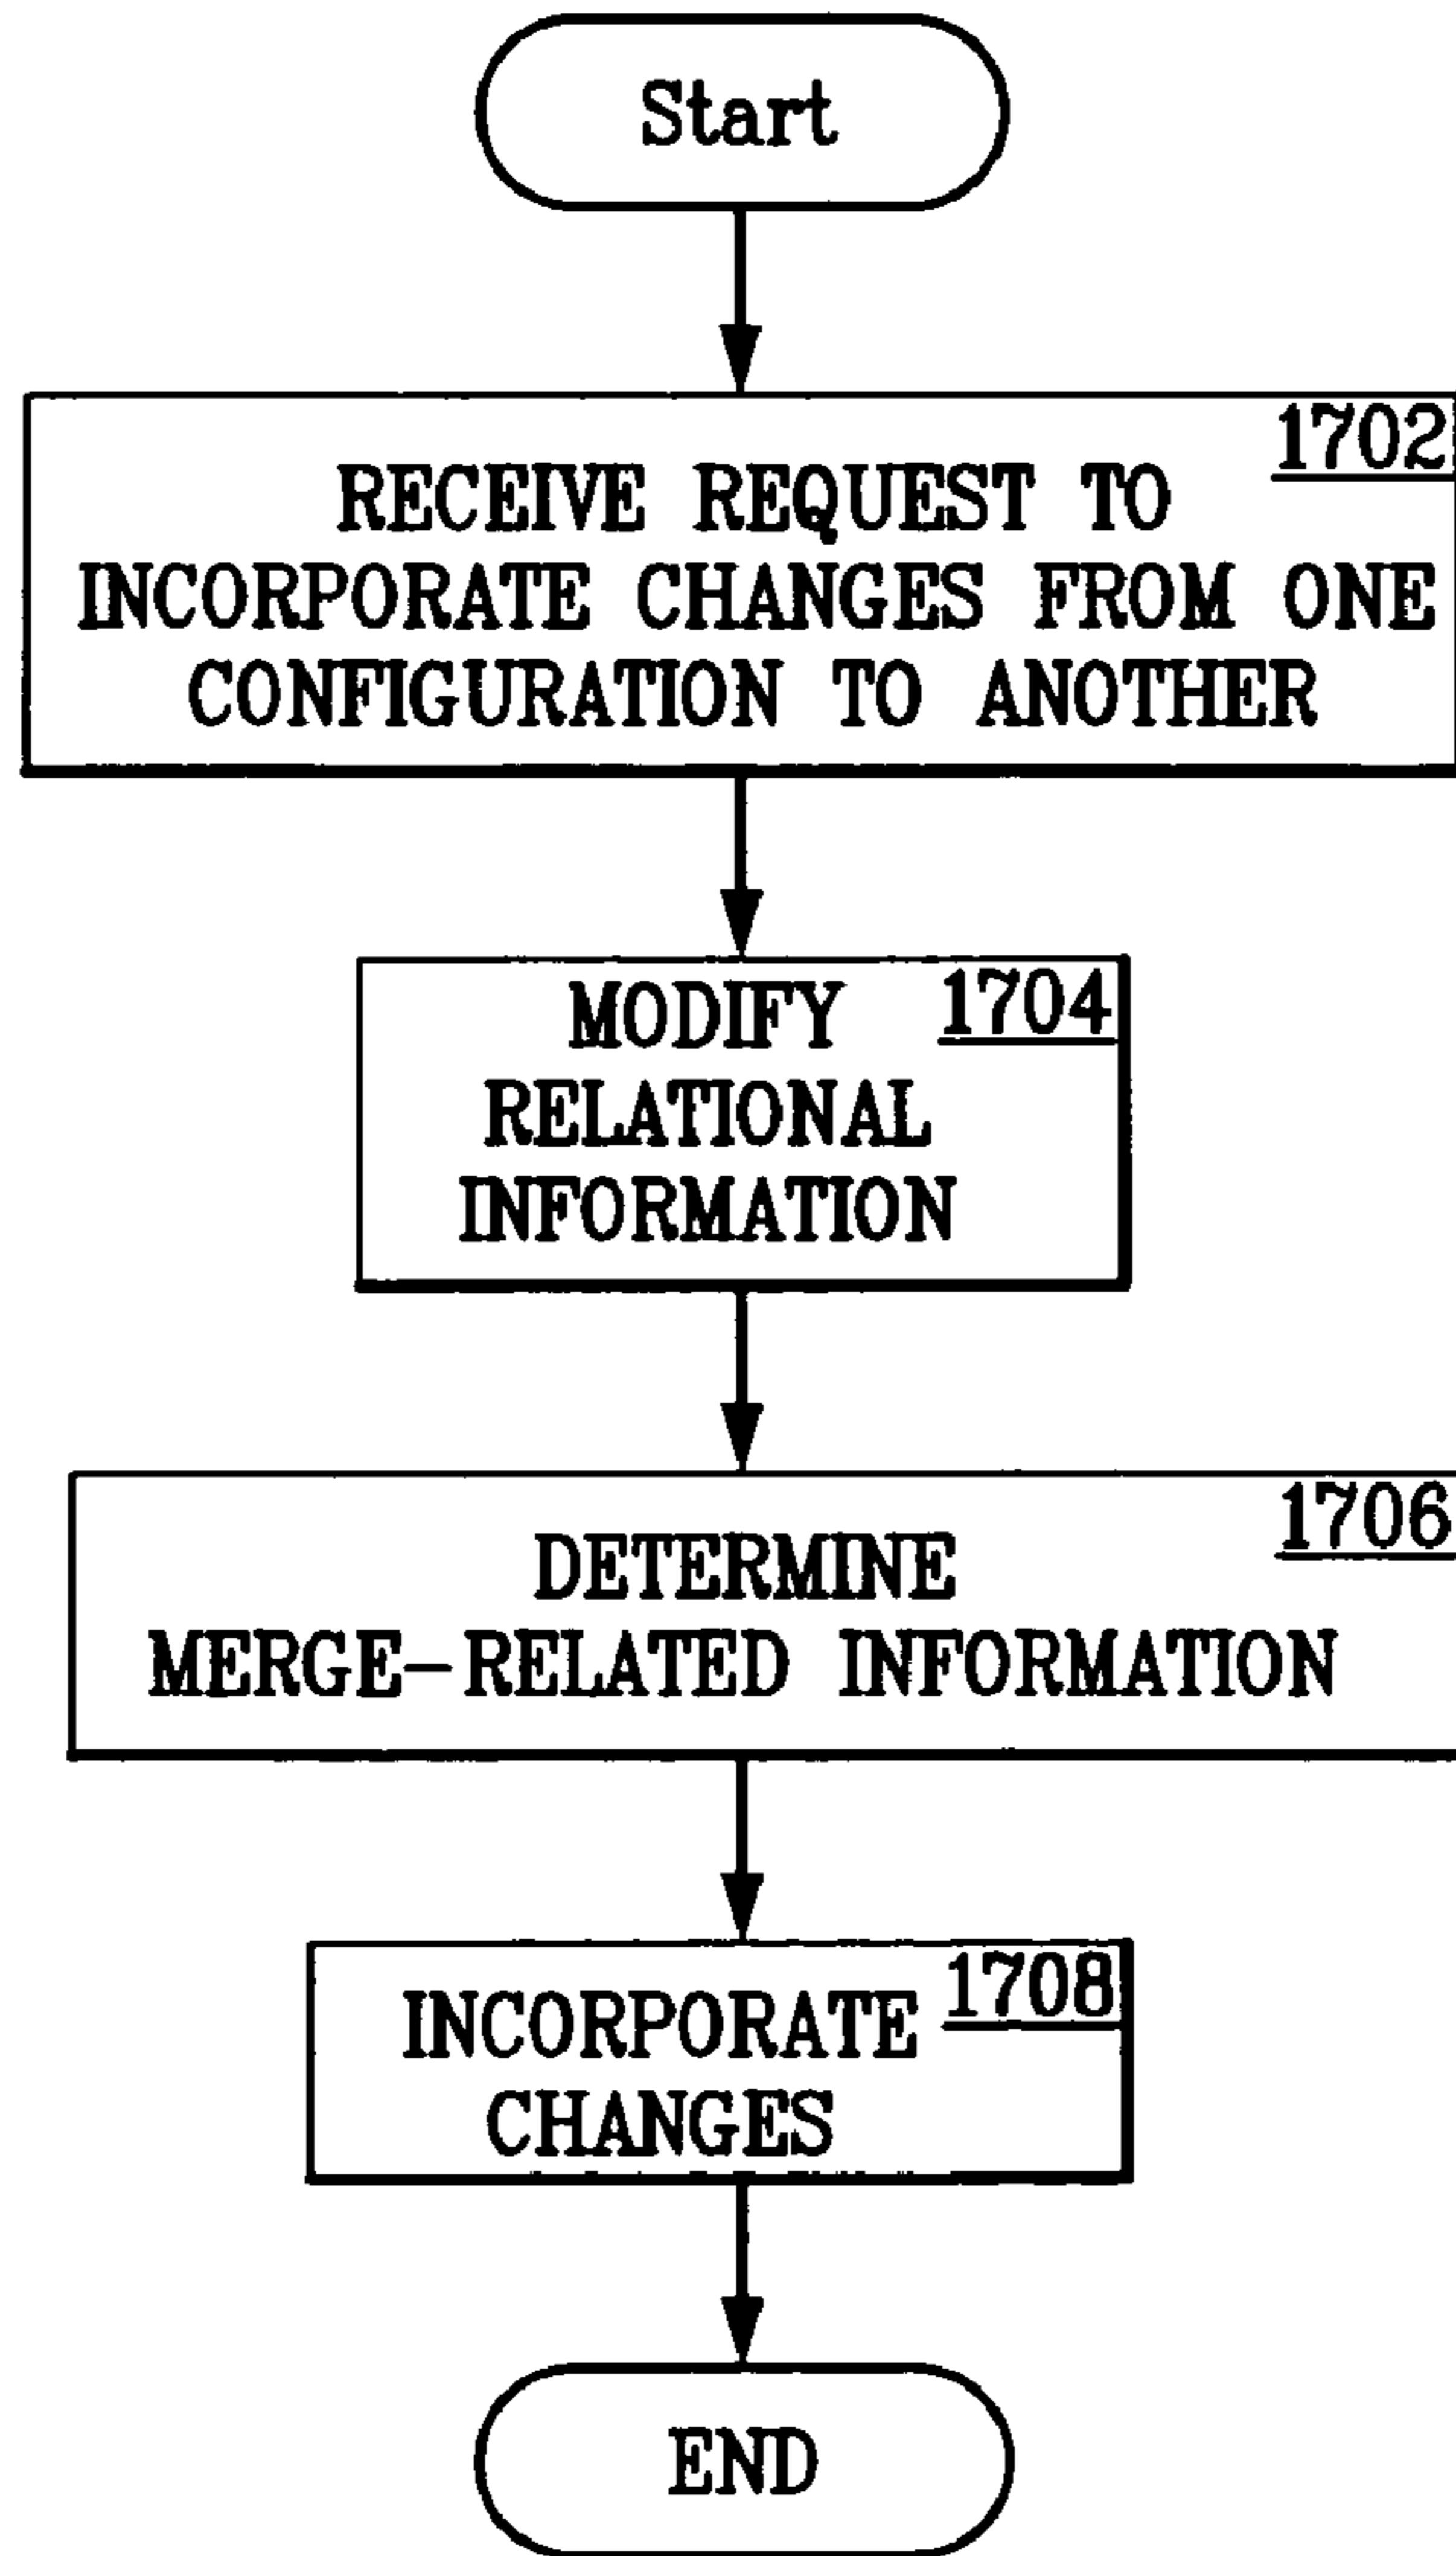 Start
1702
RECEIVE REQUEST TO
INCORPORATE CHANGES FROM ONE
CONFIGURATION TO ANOTHER
1704
MODIFY
RELATIONAL
INFORMATION
1706
DETERMINE
MERGE-RELATED INFORMATION
1708
INCORPORATE
CHANGES
END